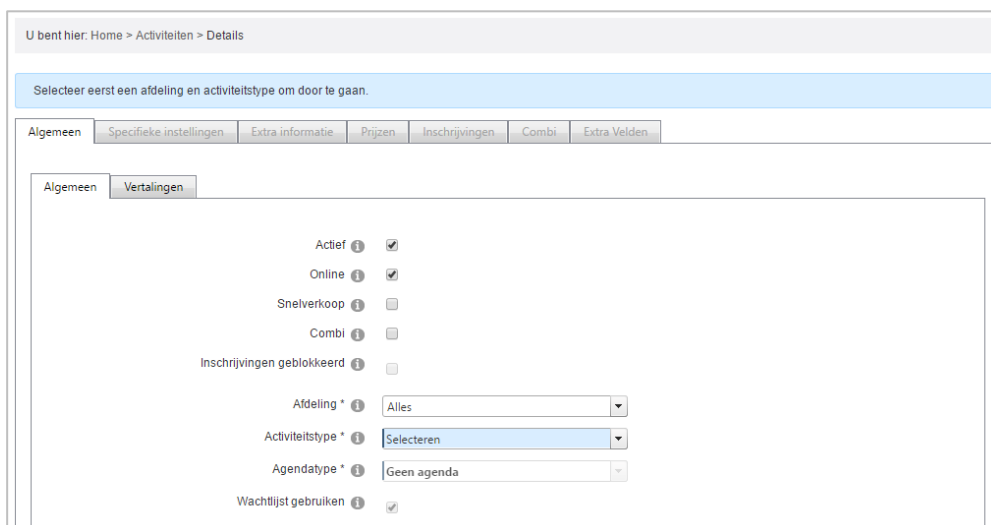 U bent hier: Home > Activiteiten > Details
Selecteer eerst een afdeling en activiteitstype om door te gaan.
Algemeen Specifieke instellingen Extra informatie Prijzen Inschrijvingen Combi Extra Velden
Algemeen Vertalingen
Actief
Online
Snelverkoop
Combi
Inschrijvingen geblokkeerd
Afdeling * Alles
Activiteitstype * Selecteren
Agendatype * Geen agenda
Wachtlijst gebruiken